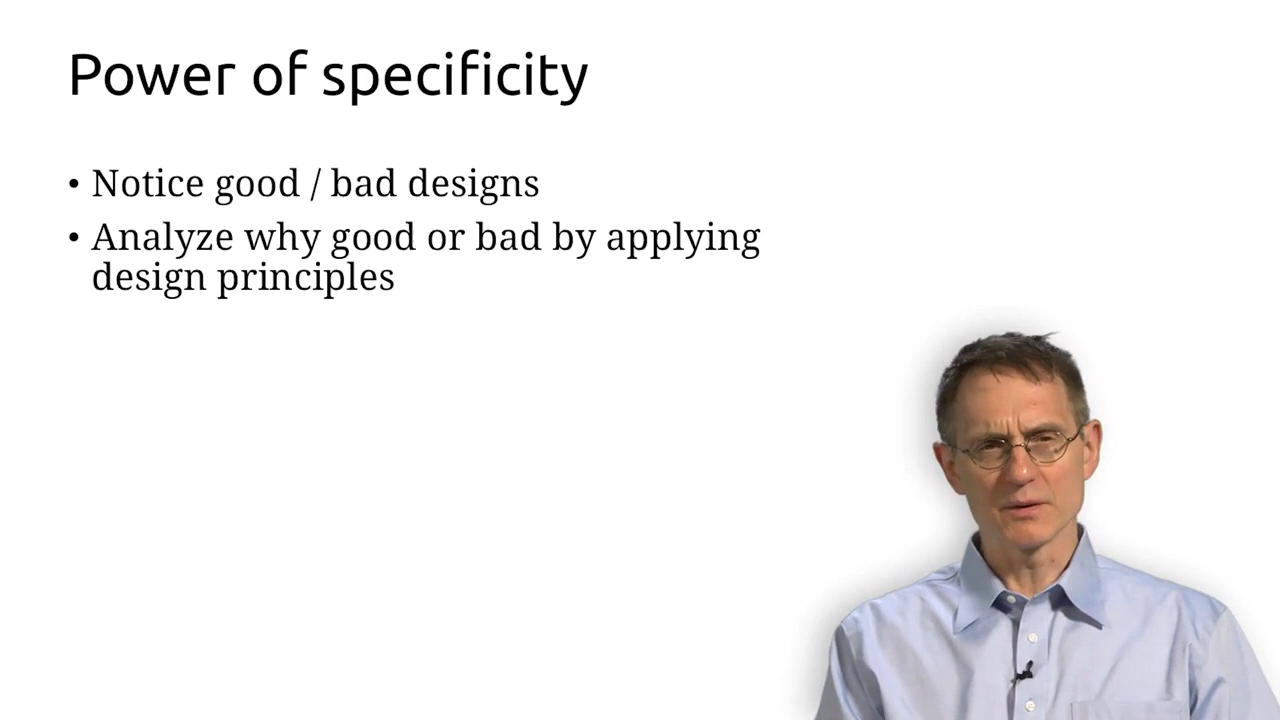 Power of specificity
• Notice good / bad designs
• Analyze why good or bad by applying
design principles